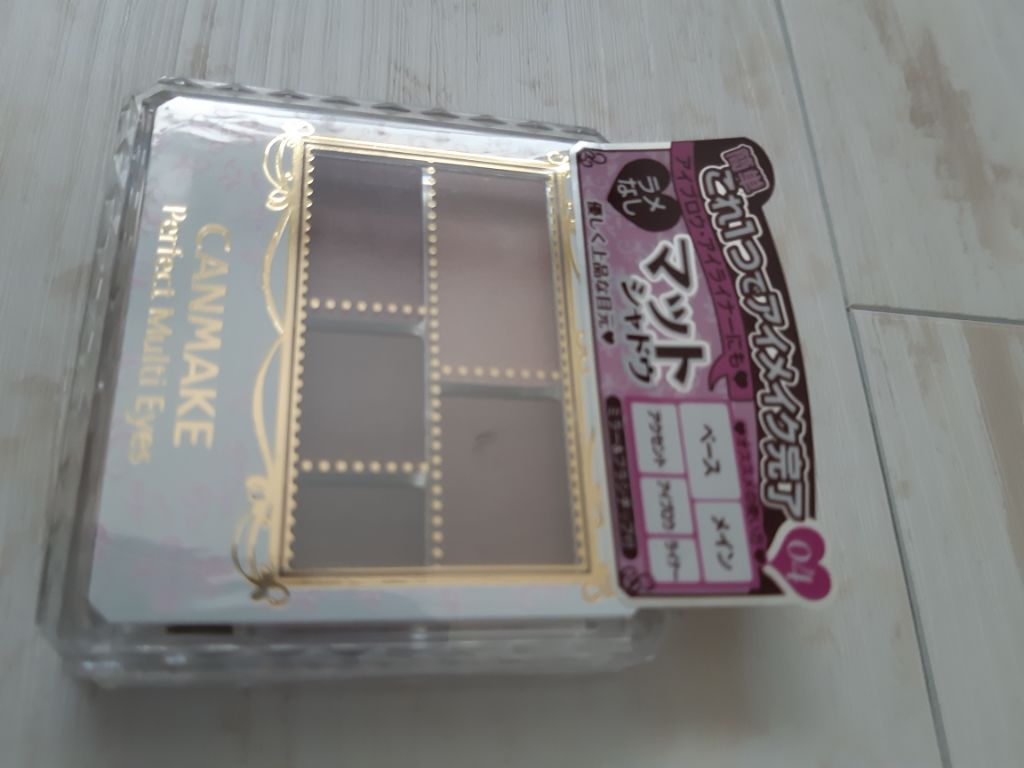 簡単
これ1つでアイメイク完了
アイブロウ・アイライナーにも♥
ラメ
なし
マット
シャドウ
優しく上品な目元♥
ベース
メイン
アクセント
アイブロウ
ライナー
04
CANMAKE
Perfect Multi Eyes